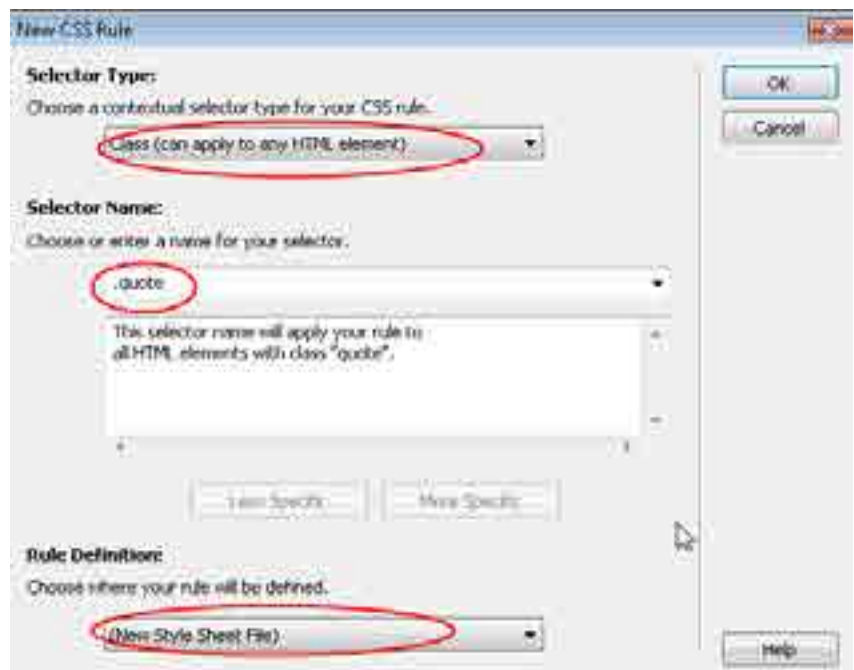 New CSS Rule
Selector Type:
Choose a contextual selector type for your CSS rule.
Class (can apply to any HTML element)
Selector Name:
Choose or enter a name for your selector.
.quote
This selector name will apply your rule to
all HTML elements with class "quote".
Less Specific
More Specific
Rule Definition:
Choose where your rule will be defined.
(New Style Sheet File)
OK
Cancel
Help